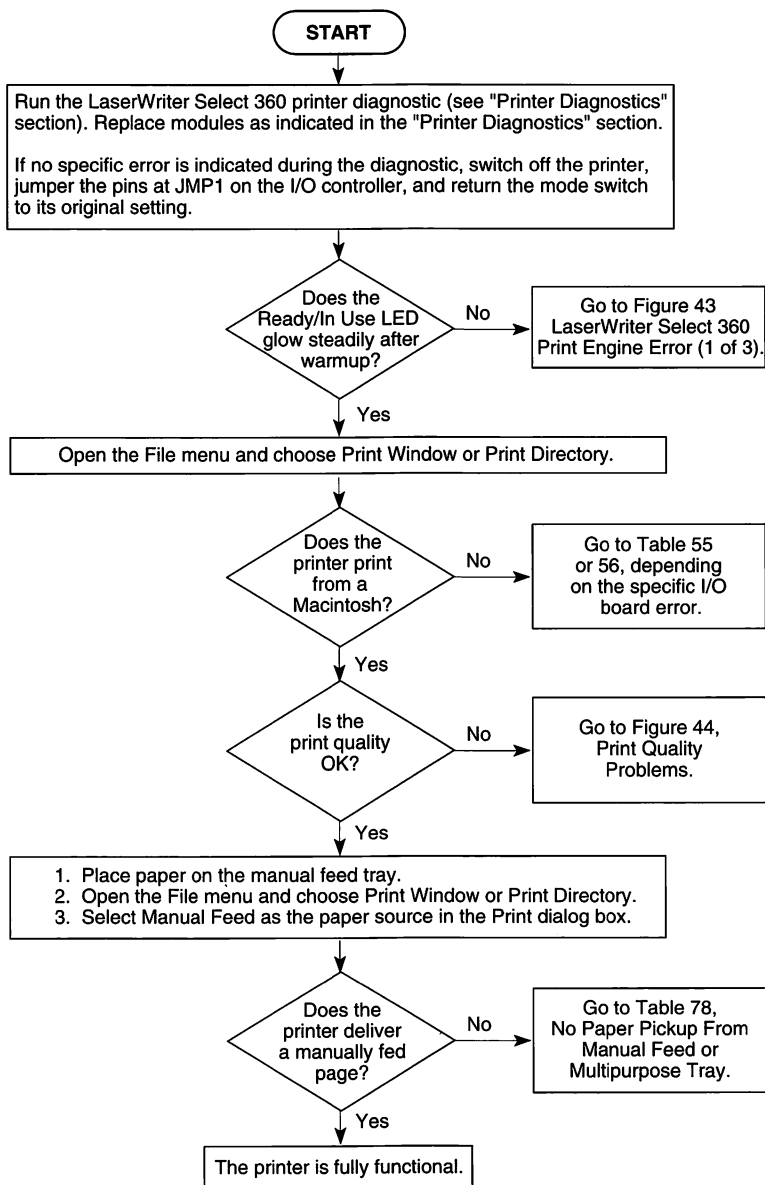 START
Run the LaserWriter Select 360 printer diagnostic (see "Printer Diagnostics"
section). Replace modules as indicated in the "Printer Diagnostics" section.
If no specific error is indicated during the diagnostic, switch off the printer,
jumper the pins at JMP1 on the I/O controller, and return the mode switch
to its original setting.
Does the
Ready/In Use LED
glow steadily after
warmup?
No
Go to Figure 43
LaserWriter Select 360
Print Engine Error (1 of 3).
Yes
Open the File menu and choose Print Window or Print Directory.
Does the
printer print
from a
Macintosh?
No
Go to Table 55
or 56, depending
on the specific I/O
board error.
Yes
Is the
print quality
OK?
No
Go to Figure 44,
Print Quality
Problems.
Yes
1. Place paper on the manual feed tray.
2. Open the File menu and choose Print Window or Print Directory.
3. Select Manual Feed as the paper source in the Print dialog box.
Does the
printer deliver
a manually fed
page?
No
Go to Table 78,
No Paper Pickup From
Manual Feed or
Multipurpose Tray.
Yes
The printer is fully functional.